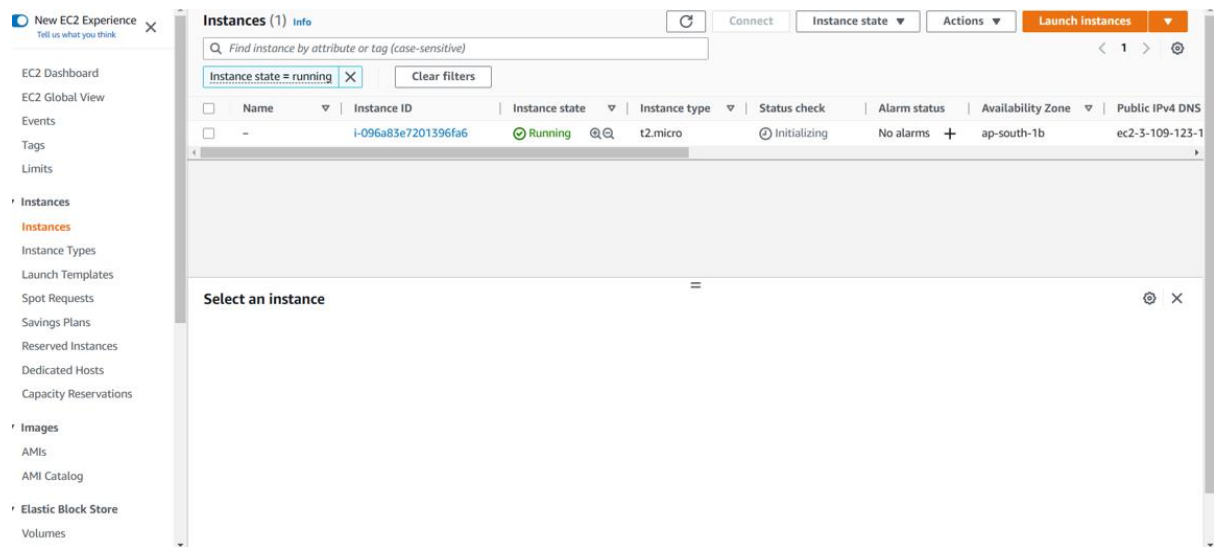 New EC2 Experience
Tell us what you think
EC2 Dashboard
EC2 Global View
Events
Tags
Limits
Instances
Instances
Instance Types
Launch Templates
Spot Requests
Savings Plans
Reserved Instances
Dedicated Hosts
Capacity Reservations
Images
AMIs
AMI Catalog
Elastic Block Store
Volumes
Instances (1) Info
Connect Instance state Actions Launch instances
Find instance by attribute or tag (case-sensitive)
1
Instance state = running Clear filters
Name Instance ID Instance state Instance type Status check Alarm status Availability Zone Public IPv4 DNS
– i-096a83e7201396fa6 Running t2.micro Initializing No alarms + ap-south-1b ec2-3-109-123-1
Select an instance